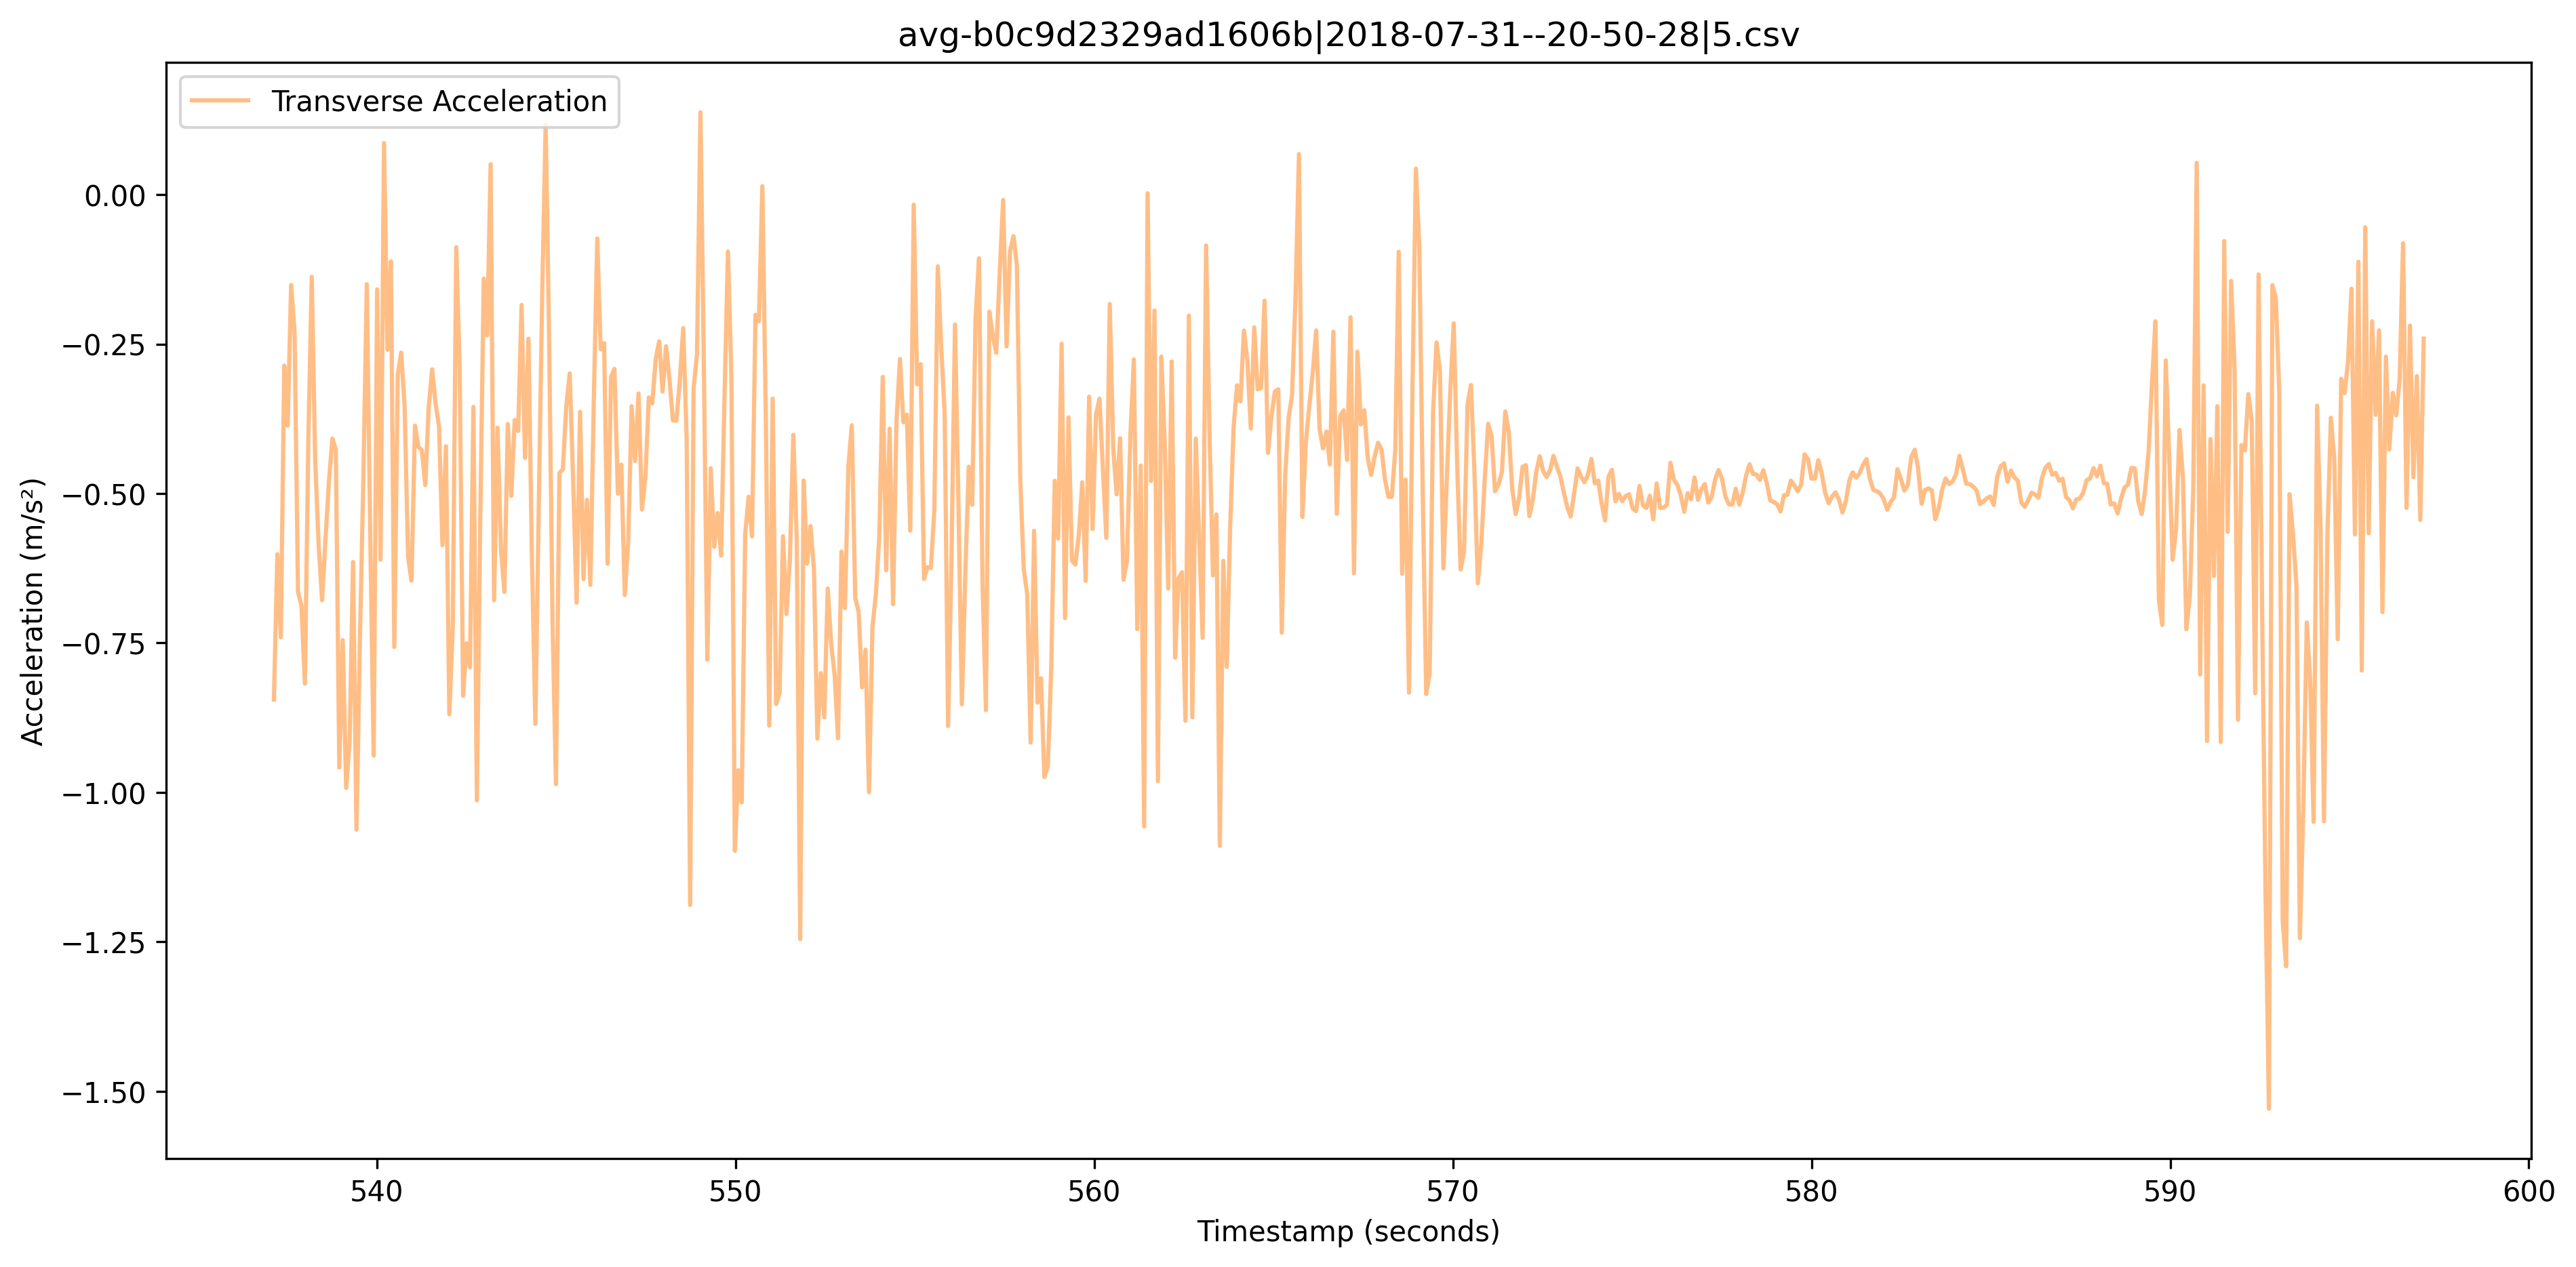 avg-b0c9d2329ad1606b|2018-07-31--20-50-28|5.csv
Transverse Acceleration
0.00
−0.25
−0.50
−0.75
−1.00
−1.25
−1.50
Acceleration (m/s²)
540 550 560 570 580 590 600
Timestamp (seconds)